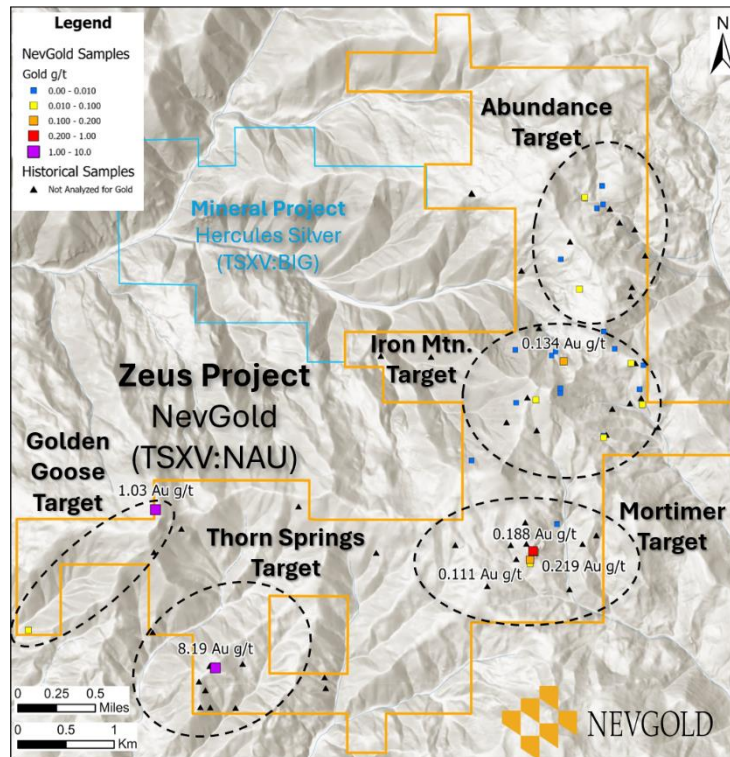 Legend
NevGold Samples
Gold g/t
0.00 - 0.010
0.010 - 0.100
0.100 - 0.200
0.200 - 1.00
1.00 - 10.0
Historical Samples
Not Analyzed for Gold
N
Abundance
Target
Mineral Project
Hercules Silver
(TSXV:BIG)
Iron Mtn.
Target
0.134 Au g/t
Zeus Project
NevGold
(TSXV:NAU)
Golden
Goose
Target
1.03 Au g/t
Thorn Springs
Target
Mortimer
Target
0.188 Au g/t
0.111 Au g/t
0.219 Au g/t
8.19 Au g/t
0 0.25 0.5
Miles
0 0.5 1
Km
NEVGOLD